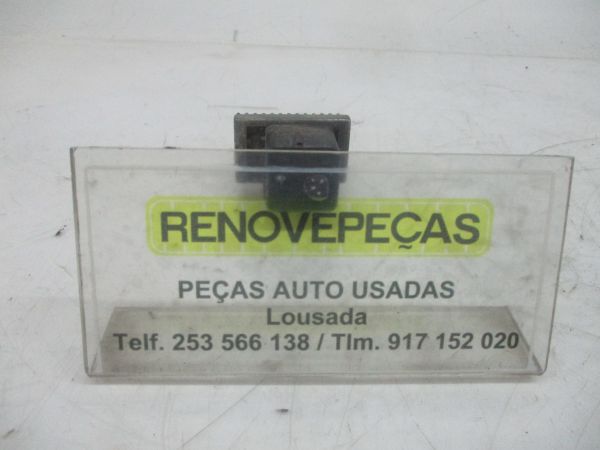 RENOVEPEÇAS
PEÇAS AUTO USADAS
Lousada
Telf. 253 566 138 / Tlm. 917 152 020